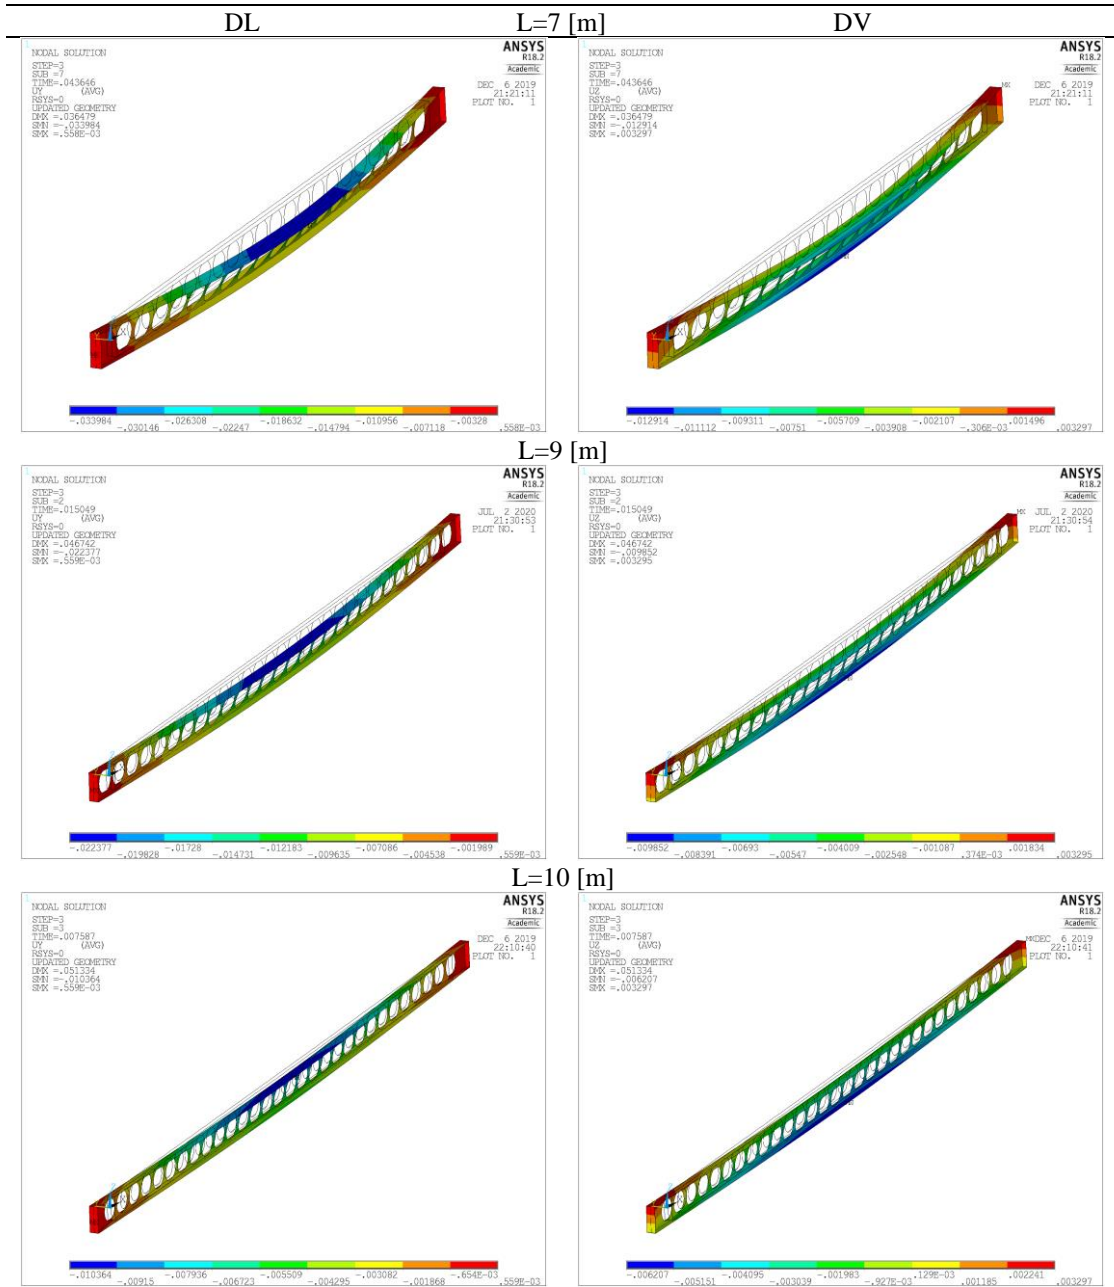 DL L=7 [m] DV
1
NODAL SOLUTION
STEP=3
SUB =7
TIME=.043646
UY (AVG)
RSYS=0
UPDATED GEOMETRY
DMX =.036479
SMN =-.033984
SMX =.558E-03
ANSYS
R18.2
Academic
DEC 6 2019
21:21:11
PLOT NO. 1
Y Z X
-.033984 -.026308 -.018632 -.010956 -.00328
-.030146 -.02247 -.014794 -.007118 .558E-03
1
NODAL SOLUTION
STEP=3
SUB =7
TIME=.043646
UZ (AVG)
RSYS=0
UPDATED GEOMETRY
DMX =.036479
SMN =-.012914
SMX =.003297
ANSYS
R18.2
Academic
DEC 6 2019
21:21:11
PLOT NO. 1
MX
Y Z X
-.012914 -.009311 -.005709 -.002107 .001496
-.011112 -.00751 -.003908 -.306E-03 .003297
L=9 [m]
1
NODAL SOLUTION
STEP=3
SUB =2
TIME=.015049
UY (AVG)
RSYS=0
UPDATED GEOMETRY
DMX =.046742
SMN =-.022377
SMX =.559E-03
ANSYS
R18.2
Academic
JUL 2 2020
21:30:53
PLOT NO. 1
-.022377 -.01728 -.012183 -.007086 -.001989
-.019828 -.014731 -.009635 -.004538 .559E-03
1
NODAL SOLUTION
STEP=3
SUB =2
TIME=.015049
UZ (AVG)
RSYS=0
UPDATED GEOMETRY
DMX =.046742
SMN =-.009852
SMX =.003295
ANSYS
R18.2
Academic
MX JUL 2 2020
21:30:54
PLOT NO. 1
-.009852 -.00693 -.004009 -.001087 .001834
-.008391 -.00547 -.002548 .374E-03 .003295
L=10 [m]
1
NODAL SOLUTION
STEP=3
SUB =3
TIME=.007587
UY (AVG)
RSYS=0
UPDATED GEOMETRY
DMX =.051334
SMN =-.010364
SMX =.559E-03
ANSYS
R18.2
Academic
DEC 6 2019
22:10:40
PLOT NO. 1
-.010364 -.007936 -.005509 -.003082 -.654E-03
-.00915 -.006723 -.004295 -.001868 .559E-03
1
NODAL SOLUTION
STEP=3
SUB =3
TIME=.007587
UZ (AVG)
RSYS=0
UPDATED GEOMETRY
DMX =.051334
SMN =-.006207
SMX =.003297
ANSYS
R18.2
Academic
MXDEC 6 2019
22:10:41
PLOT NO. 1
-.006207 -.004095 -.001983 .129E-03 .002241
-.005151 -.003039 -.927E-03 .001185 .003297